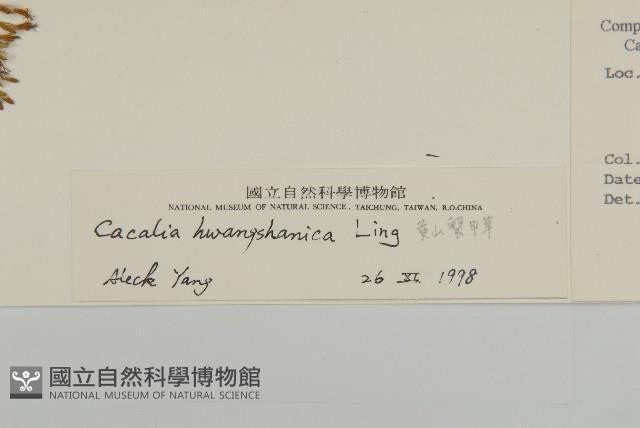 Comp
Ca
Loc.
Col.
Date
Det.
國立自然科學博物館
NATIONAL MUSEUM OF NATURAL SCIENCE, TAICHUNG, TAIWAN, R.O.CHINA
Cacalia hwangshanica Ling 黃山蟹甲草
Aleck Yang 26 XI. 1998
國立自然科學博物館
NATIONAL MUSEUM OF NATURAL SCIENCE